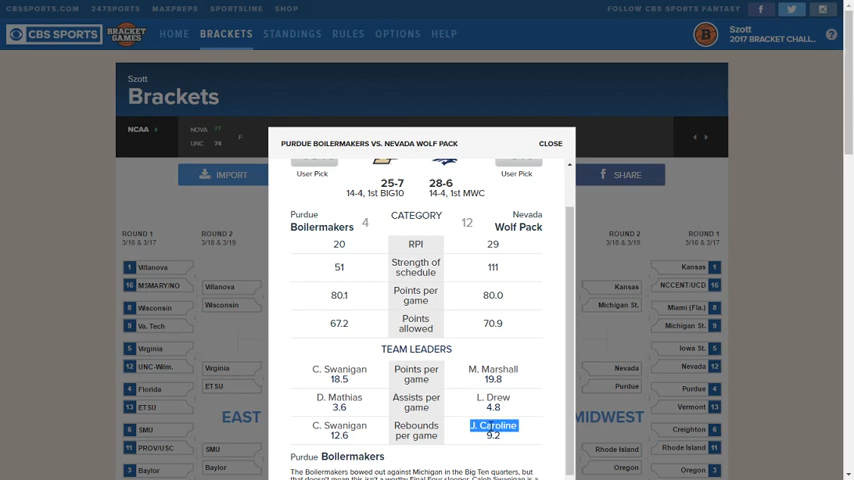 CBSSPORTS.COM 247SPORTS MAXPREPS SPORTSLINE SHOP FOLLOW CBS SPORTS FANTASY
CBS SPORTS BRACKET GAMES HOME BRACKETS STANDINGS RULES OPTIONS HELP
Szott
2017 BRACKET CHALL..
Szott
Brackets
NCAA
NOVA 77
UNC 74
F
PURDUE BOILERMAKERS VS. NEVADA WOLF PACK CLOSE
IMPORT
SHARE
User Pick
User Pick
25-7 28-6
14-4, 1st BIG10 14-4, 1st MWC
Purdue
Boilermakers 4 CATEGORY 12 Nevada
Wolf Pack
20 RPI 29
51 Strength of schedule 111
80.1 Points per game 80.0
67.2 Points allowed 70.9
TEAM LEADERS
C. Swanigan 18.5 Points per game M. Marshall 19.8
D. Mathias 3.6 Assists per game L. Drew 4.8
C. Swanigan 12.6 Rebounds per game J. Caroline 9.2
Purdue Boilermakers
The Boilermakers bowed out against Michigan in the Big Ten quarters, but
ROUND 1
3/16 & 3/17
ROUND 2
3/18 & 3/19
1 Villanova
16 MSMARY/NO
8 Wisconsin
9 Va. Tech
5 Virginia
12 UNC-Wilm.
4 Florida
13 ETSU
6 SMU
11 PROV/USC
3 Baylor
Villanova
Wisconsin
Virginia
ETSU
SMU
Baylor
EAST
MIDWEST
ROUND 2
3/18 & 3/19
ROUND 1
3/16 & 3/17
Kansas
Michigan St.
Nevada
Purdue
Rhode Island
Oregon
Kansas 1
NCCENT/UCD 16
Miami (Fla.) 8
Michigan St. 9
Iowa St. 5
Nevada 12
Purdue 4
Vermont 13
Creighton 6
Rhode Island 11
Oregon 3